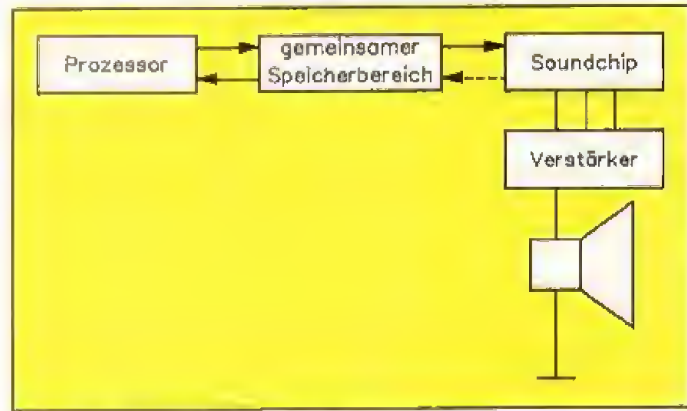 Prozessor
gemeinsamer
Speicherbereich
Soundchip
Verstärker